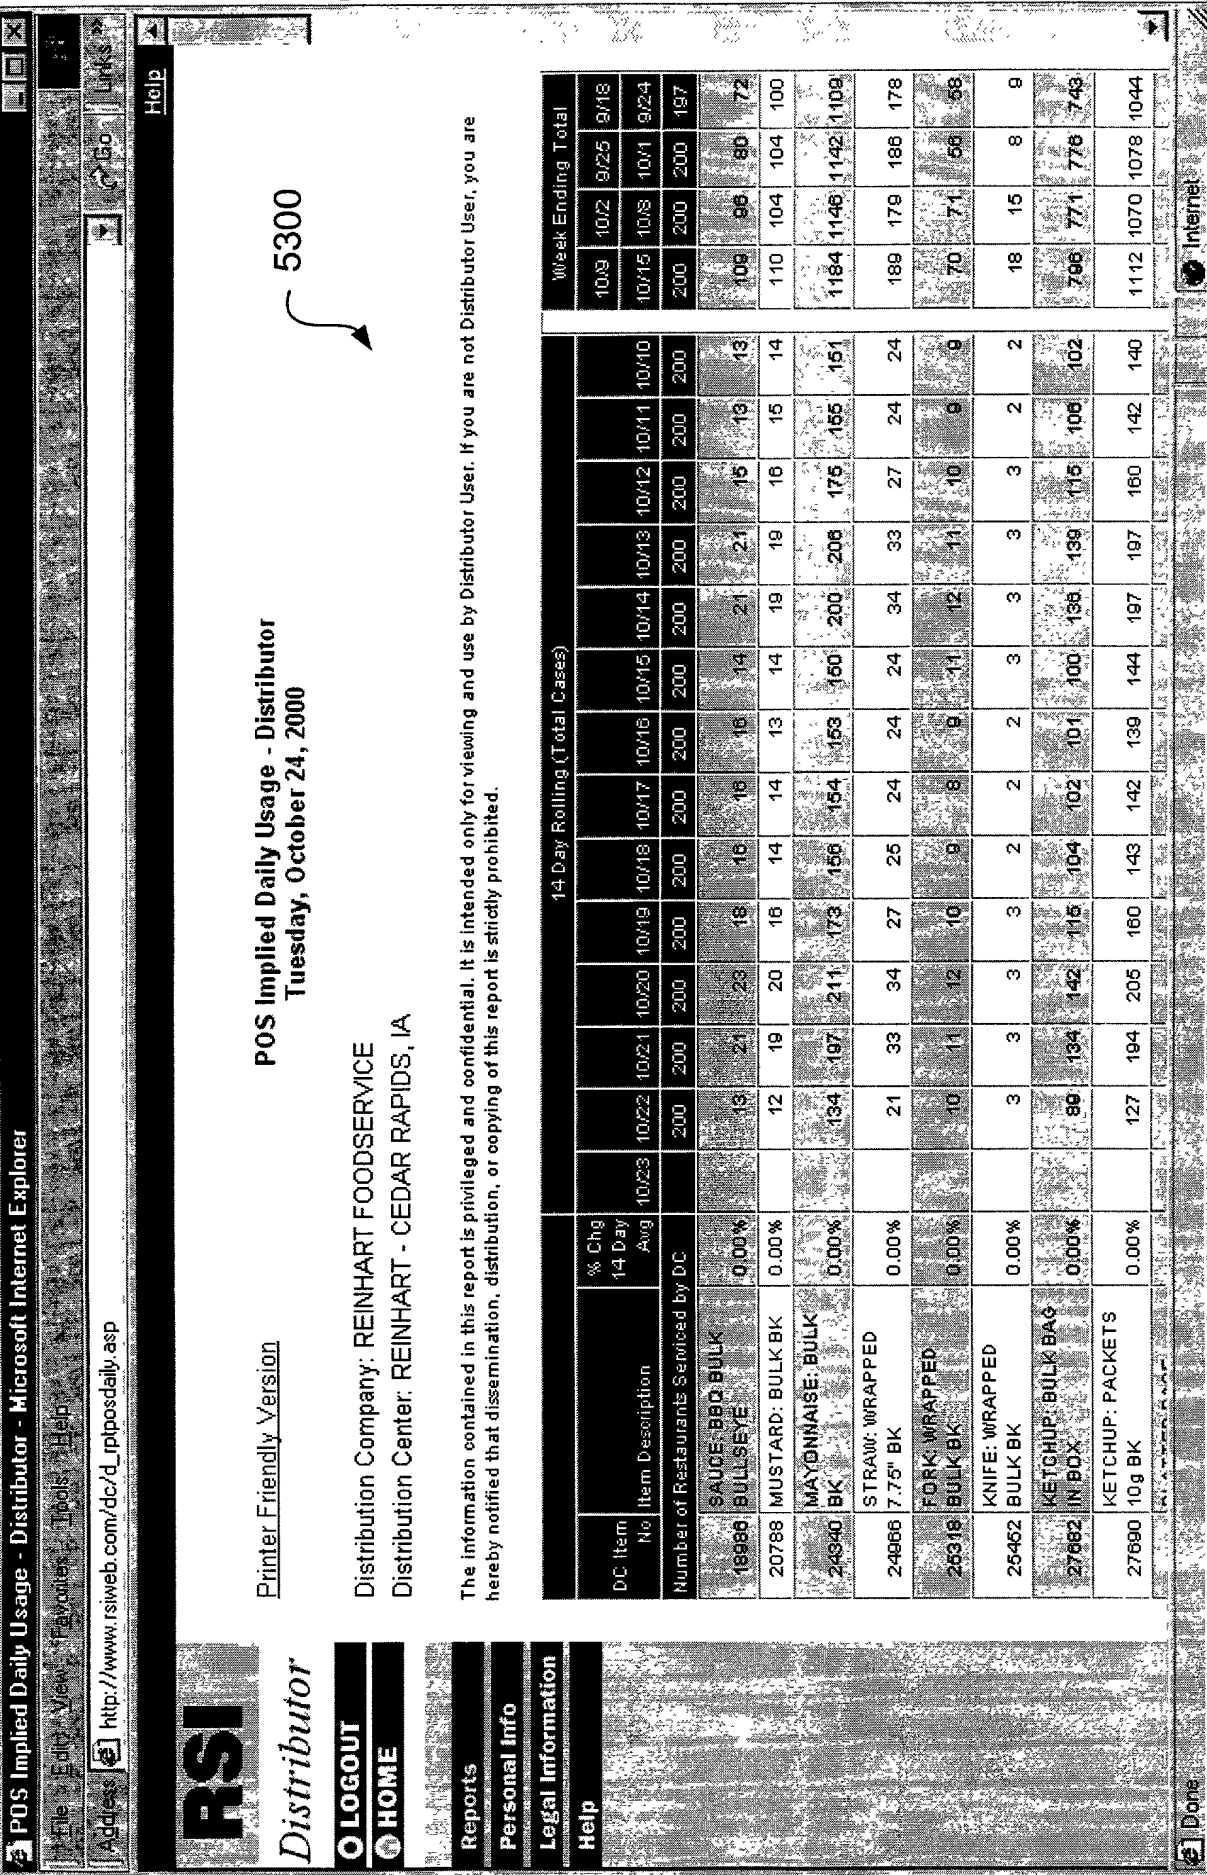 POS Implied Daily Usage - Distributor - Microsoft Internet Explorer
File Edit View Favorites Tools Help
Address http://www.rsiweb.com/dc/d_rptposdaily.asp Go Links »
Help
RSI
Distributor
LOGOUT
HOME
Reports
Personal Info
Legal Information
Help
Printer Friendly Version
POS Implied Daily Usage - Distributor
Tuesday, October 24, 2000
5300
Distribution Company: REINHART FOODSERVICE
Distribution Center: REINHART - CEDAR RAPIDS, IA
The information contained in this report is privileged and confidential. It is intended only for viewing and use by Distributor User. If you are not Distributor User, you are
hereby notified that dissemination, distribution, or copying of this report is strictly prohibited.
14 Day Rolling (Total Cases) Week Ending Total
DC Item No Item Description % Chg 14 Day Avg 10/23 10/22 10/21 10/20 10/19 10/18 10/17 10/16 10/15 10/14 10/13 10/12 10/11 10/10 10/9 10/15 10/2 10/8 9/25 10/1 9/18 9/24
Number of Restaurants Serviced by DC 200 200 200 200 200 200 200 200 200 200 200 200 200 200 200 200 197
18986 SAUCE: BBQ BULK BULLSEYE 0.00% 13 21 23 18 16 16 16 14 21 21 15 13 13 109 96 80 72
20788 MUSTARD: BULK BK 0.00% 12 19 20 16 14 14 13 14 19 19 16 15 14 110 104 104 100
24340 MAYONNAISE: BULK BK 0.00% 134 197 211 173 156 154 153 150 200 206 175 155 151 1184 1146 1142 1109
24966 STRAW: WRAPPED 7.75" BK 0.00% 21 33 34 27 25 24 24 24 34 33 27 24 24 189 179 186 178
25318 FORK: WRAPPED BULK BK 0.00% 10 11 12 10 9 8 9 11 12 11 10 9 9 70 71 56 58
25452 KNIFE: WRAPPED BULK BK 0.00% 3 3 3 3 2 2 2 3 3 3 3 2 2 18 15 8 9
27682 KETCHUP: BULK BAG IN BOX 0.00% 89 134 142 115 104 102 101 100 136 139 115 106 102 796 771 776 743
27690 KETCHUP: PACKETS 10g BK 0.00% 127 194 205 160 143 142 139 144 197 197 160 142 140 1112 1070 1078 1044
Done Internet